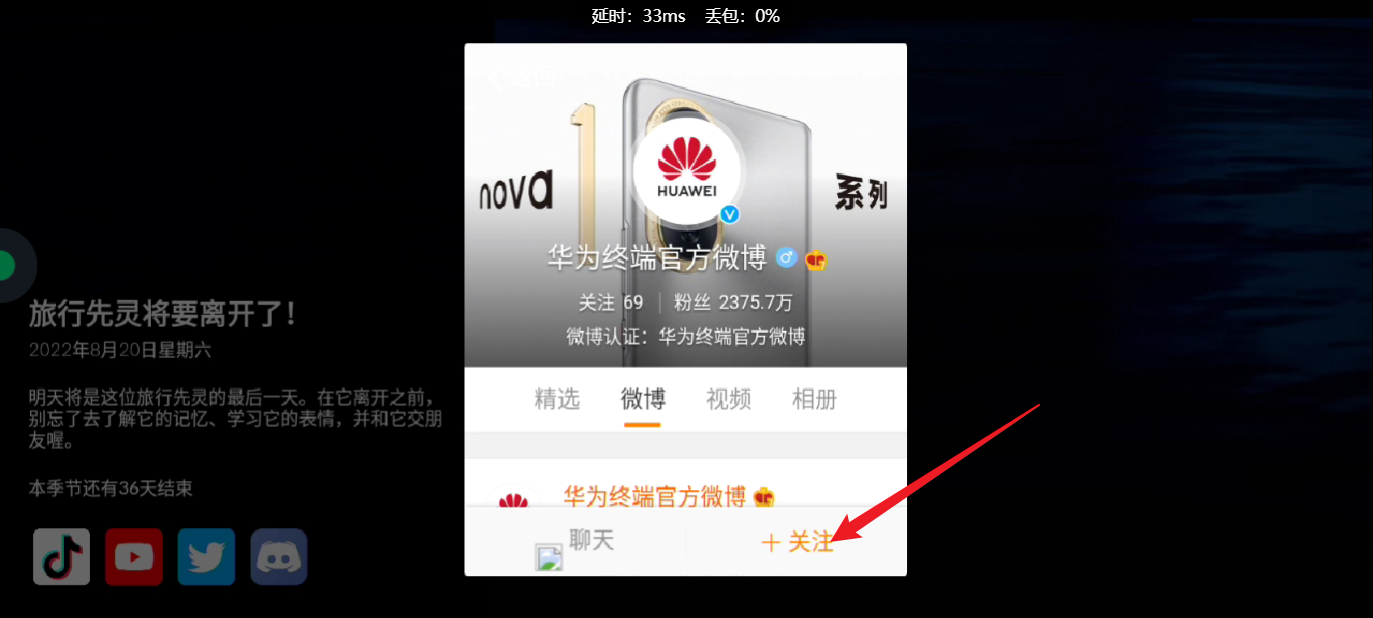 延时：33ms 丢包：0%
nova 1 系列
HUAWEI
华为终端官方微博
关注 69 粉丝 2375.7万
微博认证：华为终端官方微博
精选 微博 视频 相册
华为终端官方微博
聊天 + 关注
旅行先灵将要离开了！
2022年8月20日星期六
明天将是这位旅行先灵的最后一天。在它离开之前，
别忘了去了解它的记忆、学习它的表情，并和它交朋
友喔。
本季节还有36天结束